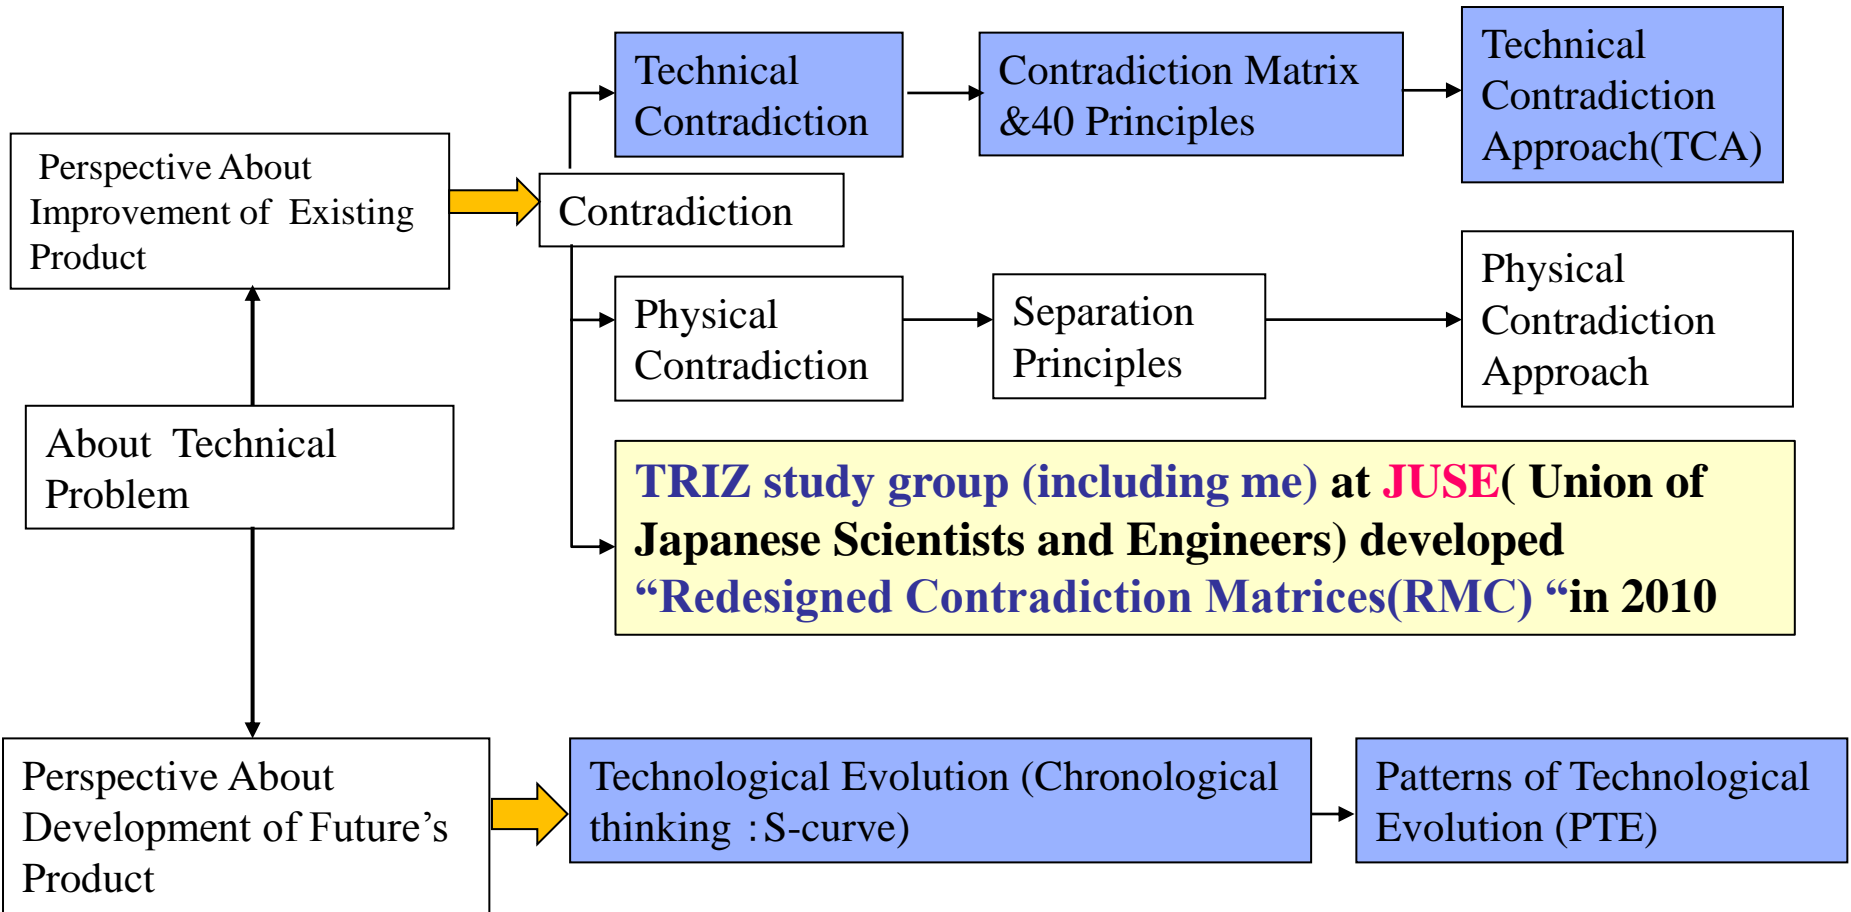 Technical
Contradiction
Contradiction Matrix
&40 Principles
Technical
Contradiction
Approach(TCA)
Perspective About
Improvement of Existing
Product
Contradiction
Physical
Contradiction
Separation
Principles
Physical
Contradiction
Approach
About Technical
Problem
TRIZ study group (including me) at JUSE( Union of
Japanese Scientists and Engineers) developed
“Redesigned Contradiction Matrices(RMC) “in 2010
Perspective About
Development of Future’s
Product
Technological Evolution (Chronological
thinking：S-curve)
Patterns of Technological
Evolution (PTE)